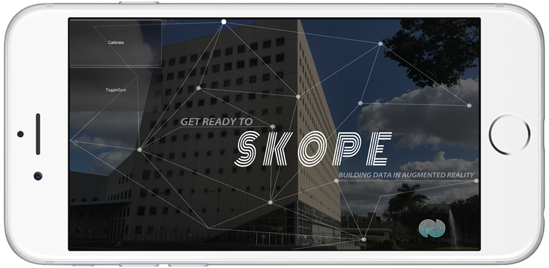 Calibrate
ToggleGyro
GET READY TO
SKOPE
BUILDING DATA IN AUGMENTED REALITY